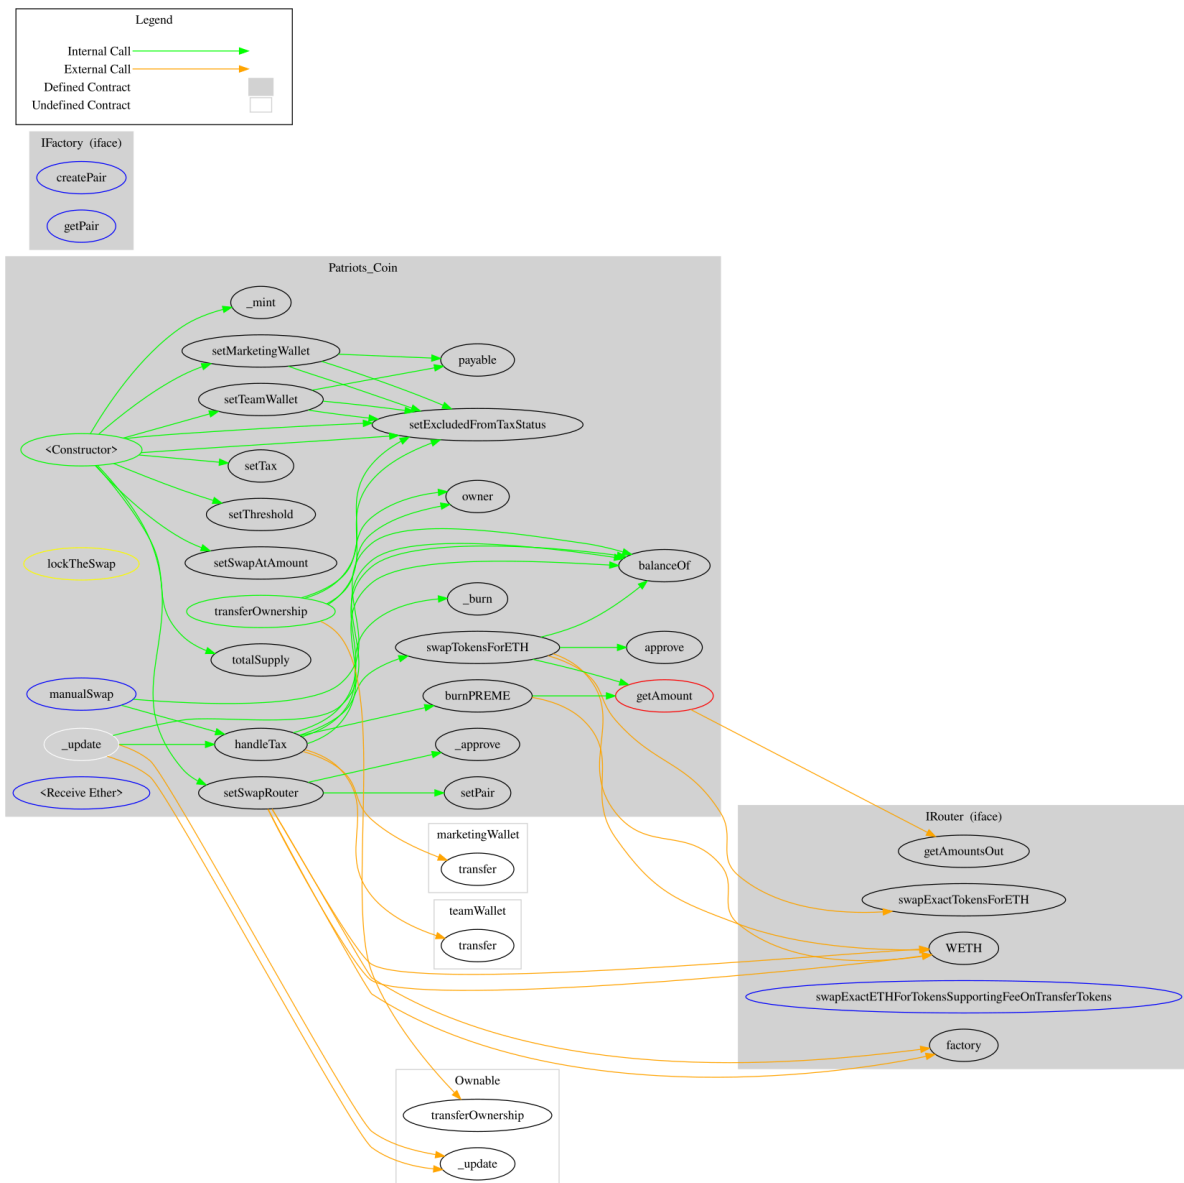 Legend
Internal Call
External Call
Defined Contract
Undefined Contract
IFactory (iface)
createPair
getPair
Patriots_Coin
_mint
setMarketingWallet
payable
setTeamWallet
setExcludedFromTaxStatus
<Constructor>
setTax
owner
setThreshold
lockTheSwap
setSwapAtAmount
balanceOf
transferOwnership
_burn
totalSupply
swapTokensForETH
approve
manualSwap
burnPREME
getAmount
_update
handleTax
_approve
<Receive Ether>
setSwapRouter
setPair
IRouter (iface)
marketingWallet
getAmountsOut
transfer
swapExactTokensForETH
teamWallet
transfer
WETH
swapExactETHForTokensSupportingFeeOnTransferTokens
factory
Ownable
transferOwnership
_update